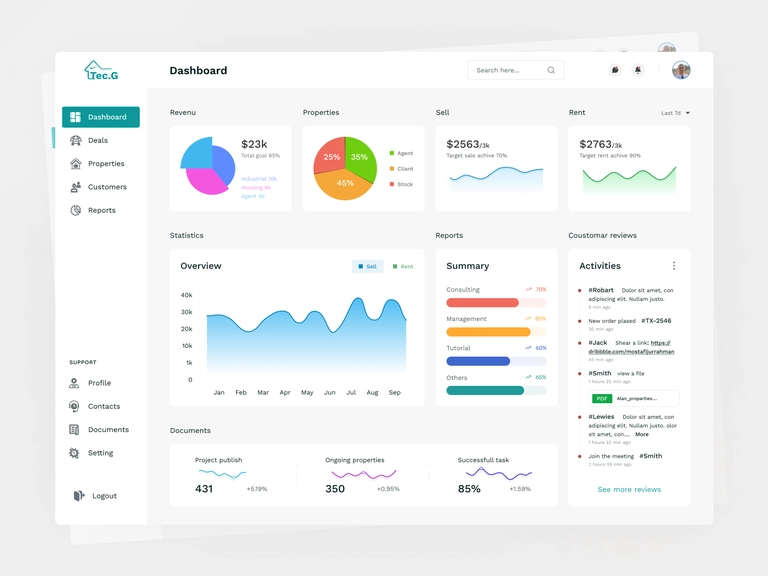 Tec.G
Dashboard
Search here...
Dashboard
Deals
Properties
Customers
Reports
SUPPORT
Profile
Contacts
Documents
Setting
Logout
Revenu
$23k
Total goal 85%
Industrial 10k
Housing 8k
Agent 5k
Properties
25%
35%
45%
Agent
Client
Stock
Sell
$2563/3k
Target sale achive 70%
Rent
Last 7d
$2763/3k
Target rent achive 90%
Statistics
Overview
Sell
Rent
40k
30k
20k
10k
1k
0
Jan Feb Mar Apr May Jun Jul Aug Sep
Reports
Summary
Consulting 70%
Management 80%
Tutorial 60%
Others 65%
Coustomar reviews
Activities
#Robart Dolor sit amet, con
adipiscing elit. Nullam justo.
5 min ago
New order plased #TX-2546
30 min ago
#Jack Shear a link: https://
dribbble.com/mostafijurrahman
45 min ago
#Smith view a file
1 hours 23 min ago
PDF Alan_proparties....
#Lewies Dolor sit amet, con
adipiscing elit. Nullam justo. olor
sit amet, con.... More
1 hours 22 min ago
Join the meeting #Smith
2 hours 55 min ago
See more reviews
Documents
Project publish
431 +5.19%
Ongoing properties
350 +0.95%
Successfull task
85% +1.59%